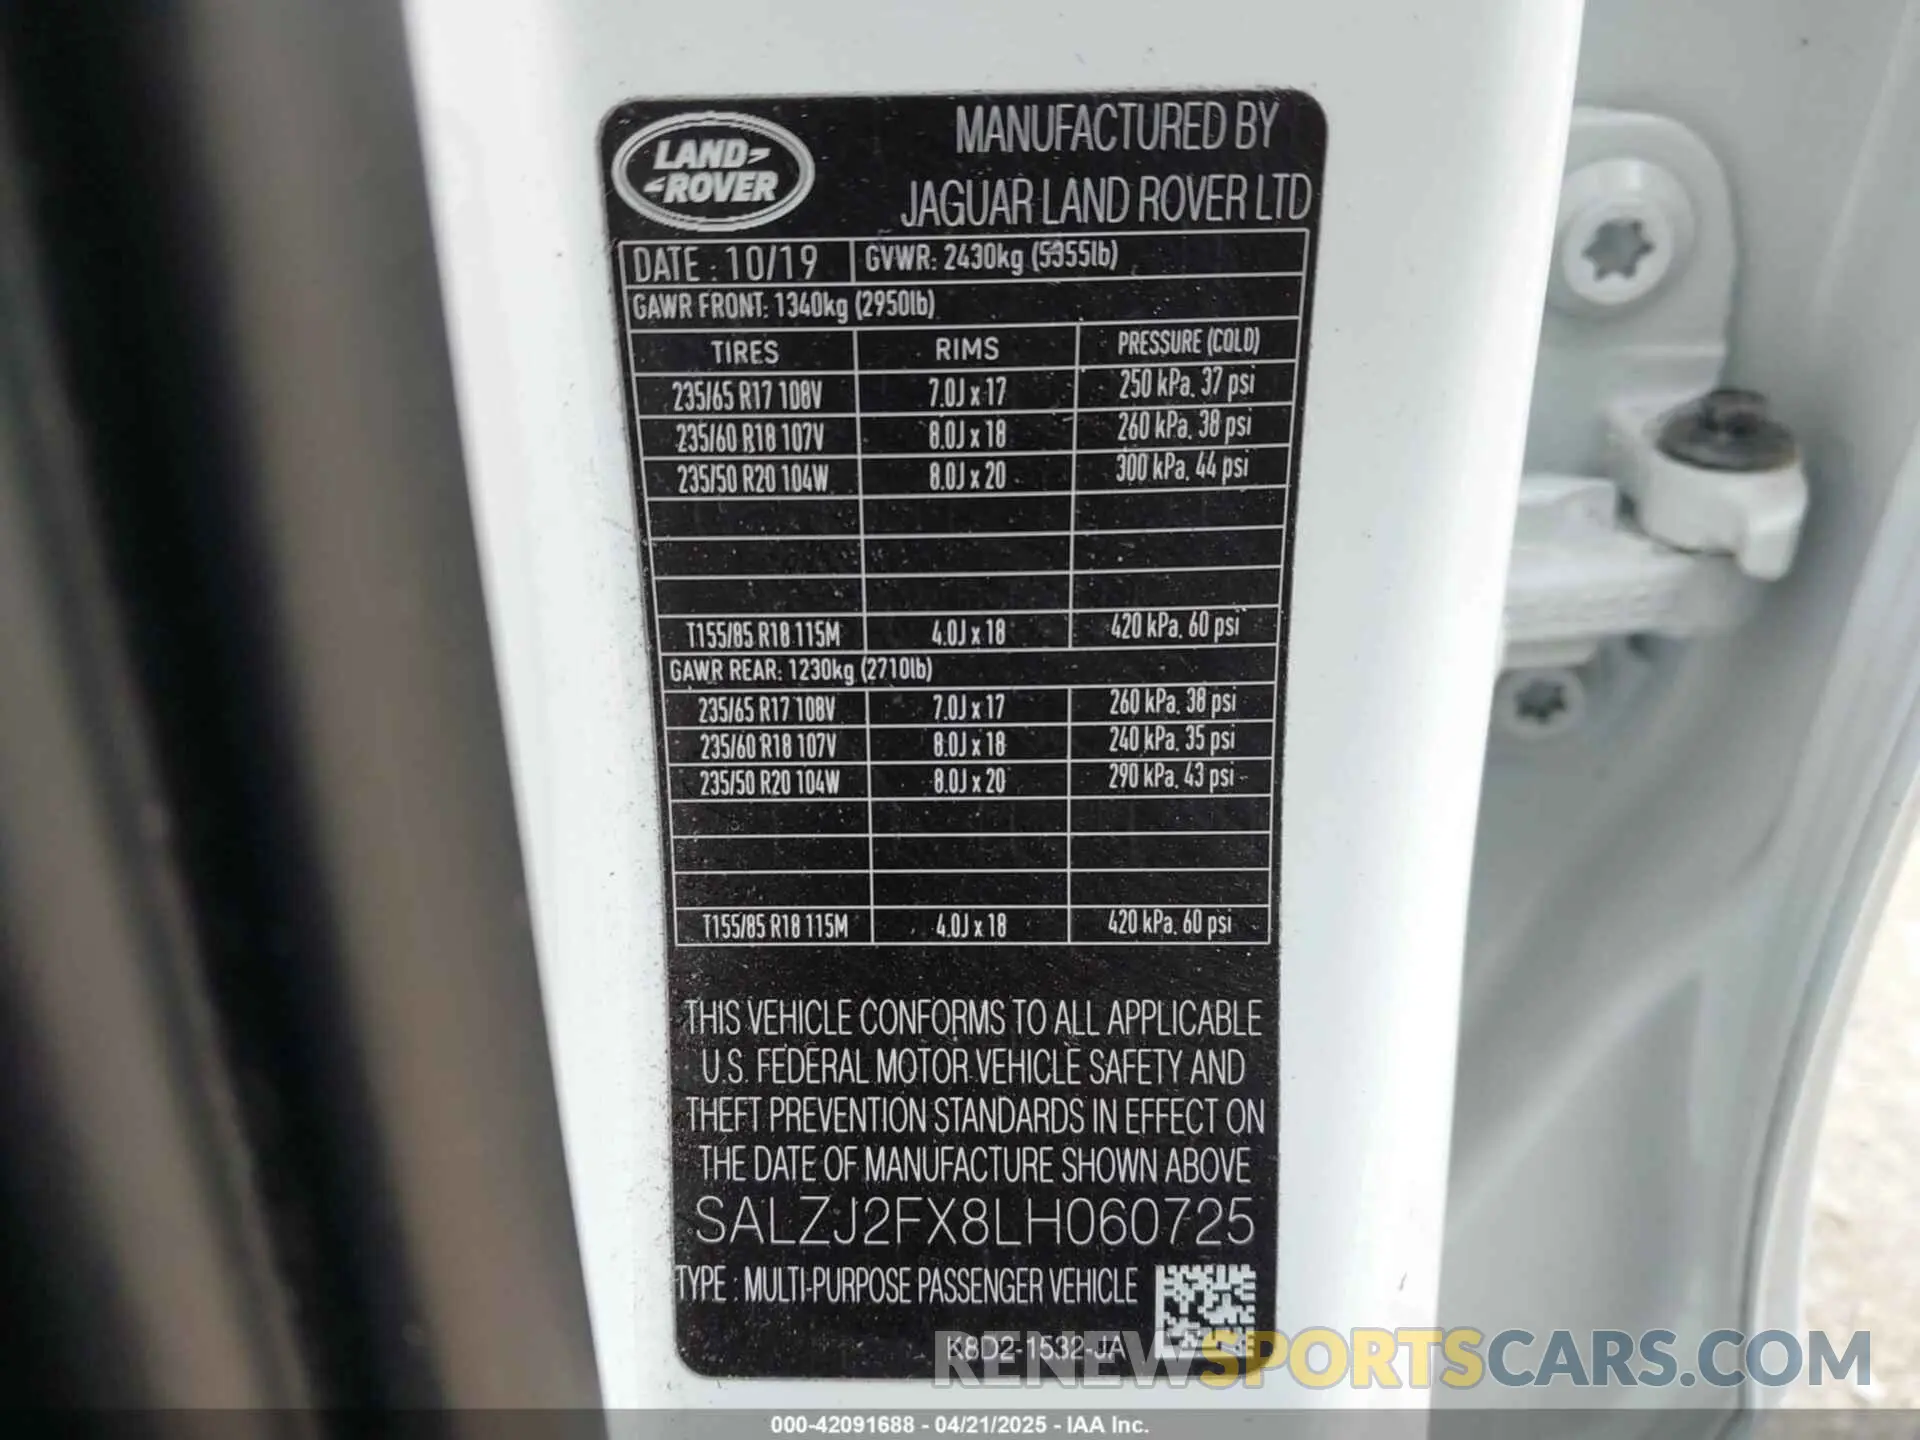 LAND
ROVER
MANUFACTURED BY
JAGUAR LAND ROVER LTD
DATE : 10/19 GVWR: 2430kg (5355lb)
GAWR FRONT: 1340kg (2950lb)
TIRES RIMS PRESSURE (COLD)
235/65 R17 108V 7.0J x 17 250 kPa, 37 psi
235/60 R18 107V 8.0J x 18 260 kPa, 38 psi
235/50 R20 104W 8.0J x 20 300 kPa, 44 psi
T155/85 R18 115M 4.0J x 18 420 kPa, 60 psi
GAWR REAR: 1230kg (2710lb)
235/65 R17 108V 7.0J x 17 260 kPa, 38 psi
235/60 R18 107V 8.0J x 18 240 kPa, 35 psi
235/50 R20 104W 8.0J x 20 290 kPa, 43 psi
T155/85 R18 115M 4.0J x 18 420 kPa, 60 psi
THIS VEHICLE CONFORMS TO ALL APPLICABLE
U.S. FEDERAL MOTOR VEHICLE SAFETY AND
THEFT PREVENTION STANDARDS IN EFFECT ON
THE DATE OF MANUFACTURE SHOWN ABOVE
SALZJ2FX8LH060725
TYPE : MULTI-PURPOSE PASSENGER VEHICLE
K8D2-1532-JA
RENEWSPORTSCARS.COM
000-42091688 - 04/21/2025 - IAA Inc.